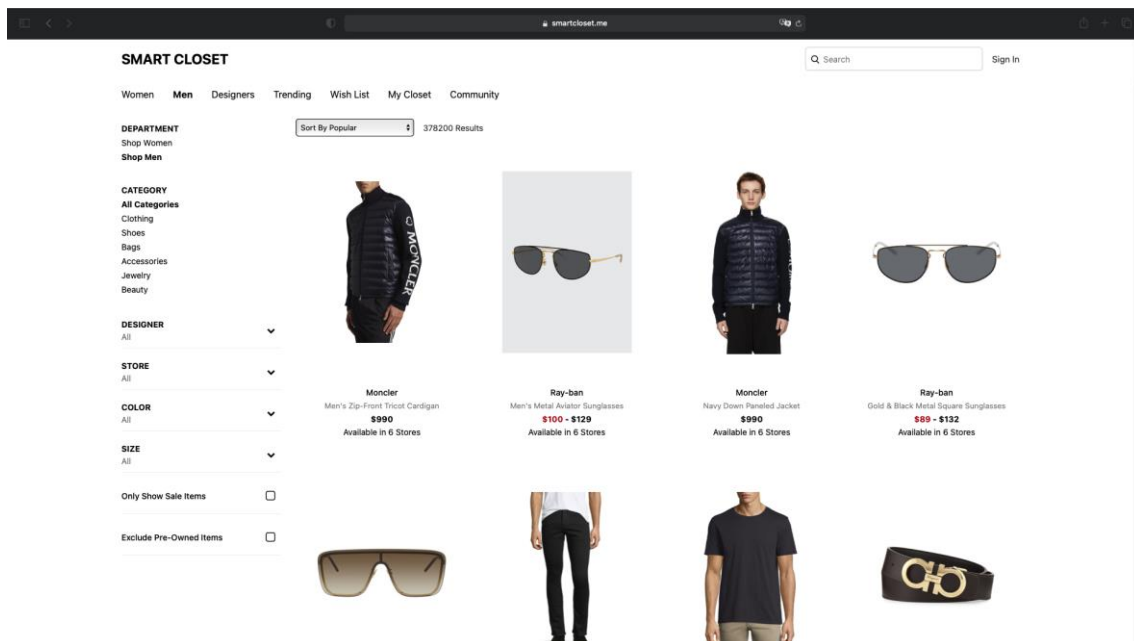 smartcloset.me
SMART CLOSET
Search
Sign In
Women Men Designers Trending Wish List My Closet Community
DEPARTMENT
Shop Women
Shop Men
CATEGORY
All Categories
Clothing
Shoes
Bags
Accessories
Jewelry
Beauty
DESIGNER
All
STORE
All
COLOR
All
SIZE
All
Only Show Sale Items
Exclude Pre-Owned Items
Sort By Popular
378200 Results
MONCLER
Moncler
Men's Zip-Front Tricot Cardigan
$990
Available in 6 Stores
Ray-ban
Men's Metal Aviator Sunglasses
$100 - $129
Available in 6 Stores
Moncler
Navy Down Paneled Jacket
$990
Available in 6 Stores
Ray-ban
Gold & Black Metal Square Sunglasses
$89 - $132
Available in 6 Stores